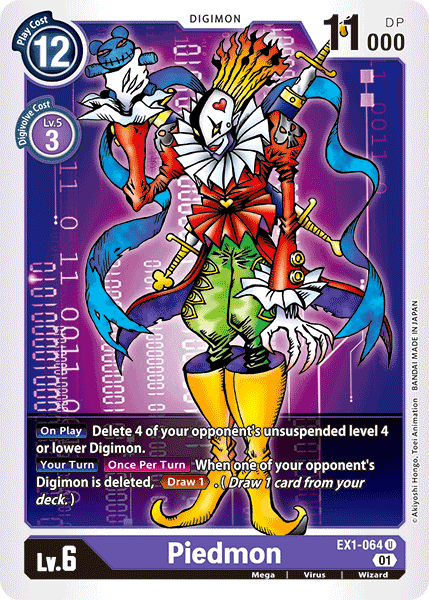 Play Cost
12
DIGIMON
11000
DP
Digivolve Cost
Lv.5
3
On Play Delete 4 of your opponent's unsuspended level 4
or lower Digimon.
Your Turn Once Per Turn When one of your opponent's
Digimon is deleted, Draw 1 . ( Draw 1 card from your
deck. )
©Akiyoshi Hongo, Toei Animation BANDAI MADE IN JAPAN
Lv.6
Piedmon
EX1-064 U
01
Mega | Virus | Wizard